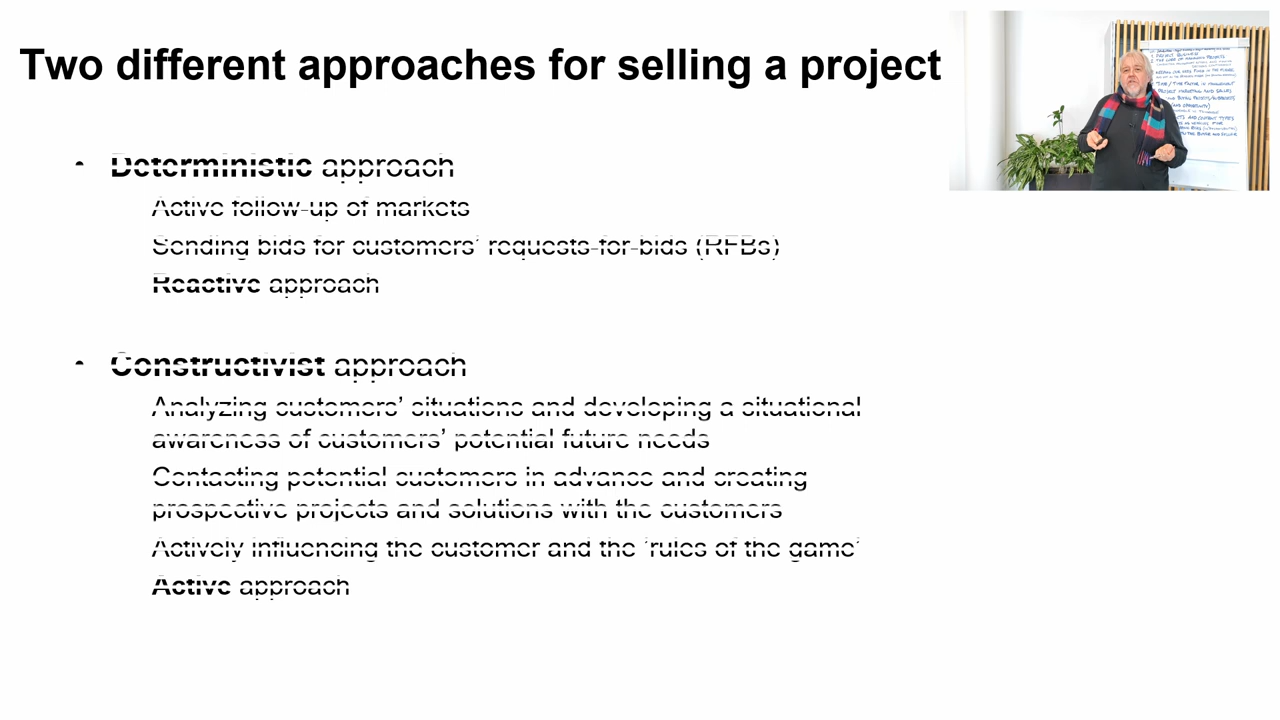 Two different approaches for selling a project
• Deterministic approach
Active follow-up of markets
Sending bids for customers' requests-for-bids (RFBs)
Reactive approach
• Constructivist approach
Analyzing customers’ situations and developing a situational
awareness of customers’ potential future needs
Contacting potential customers in advance and creating
prospective projects and solutions with the customers
Actively influencing the customer and the 'rules of the game'
Active approach